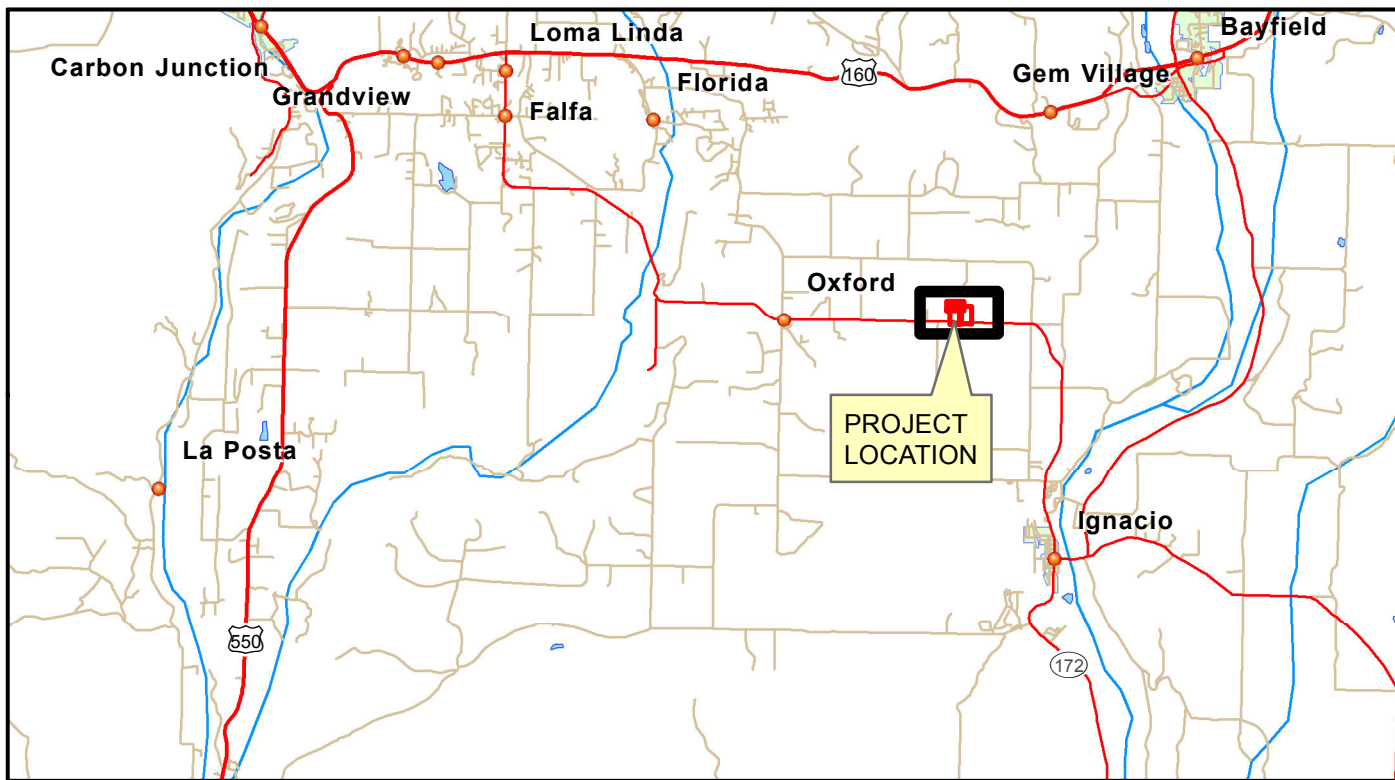 Bayfield
Loma Linda
Carbon Junction
Gem Village
160
Florida
Grandview
Falfa
Oxford
PROJECT
LOCATION
La Posta
Ignacio
550
172